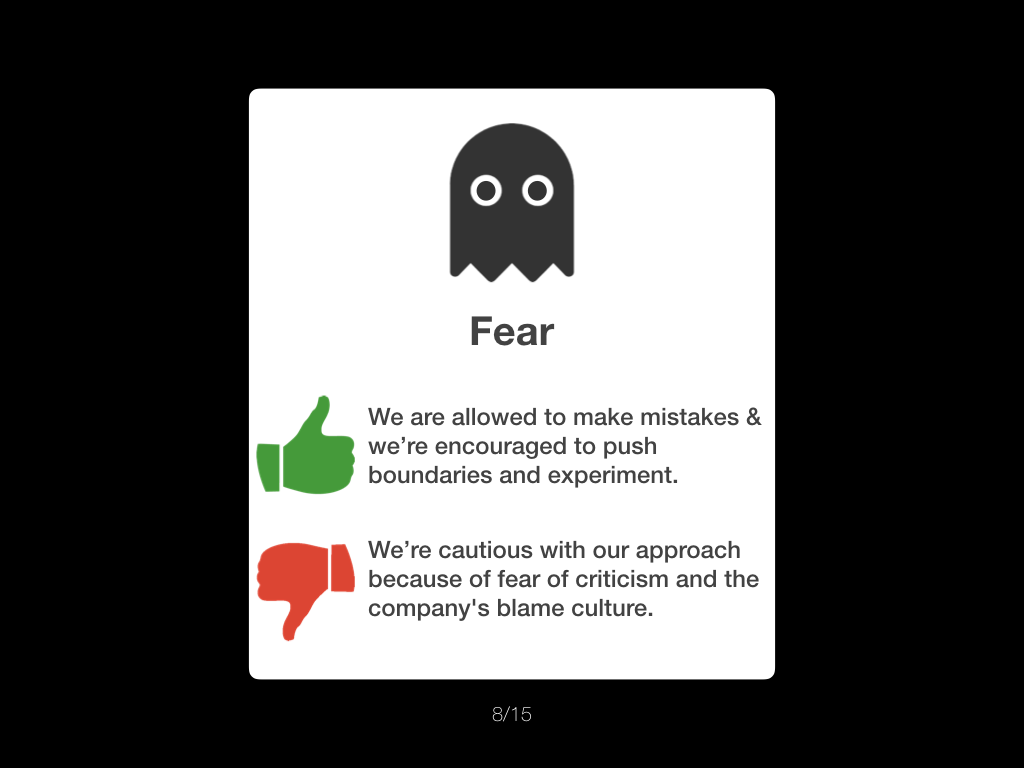 Fear
We are allowed to make mistakes &
we’re encouraged to push
boundaries and experiment.
We’re cautious with our approach
because of fear of criticism and the
company's blame culture.
8/15